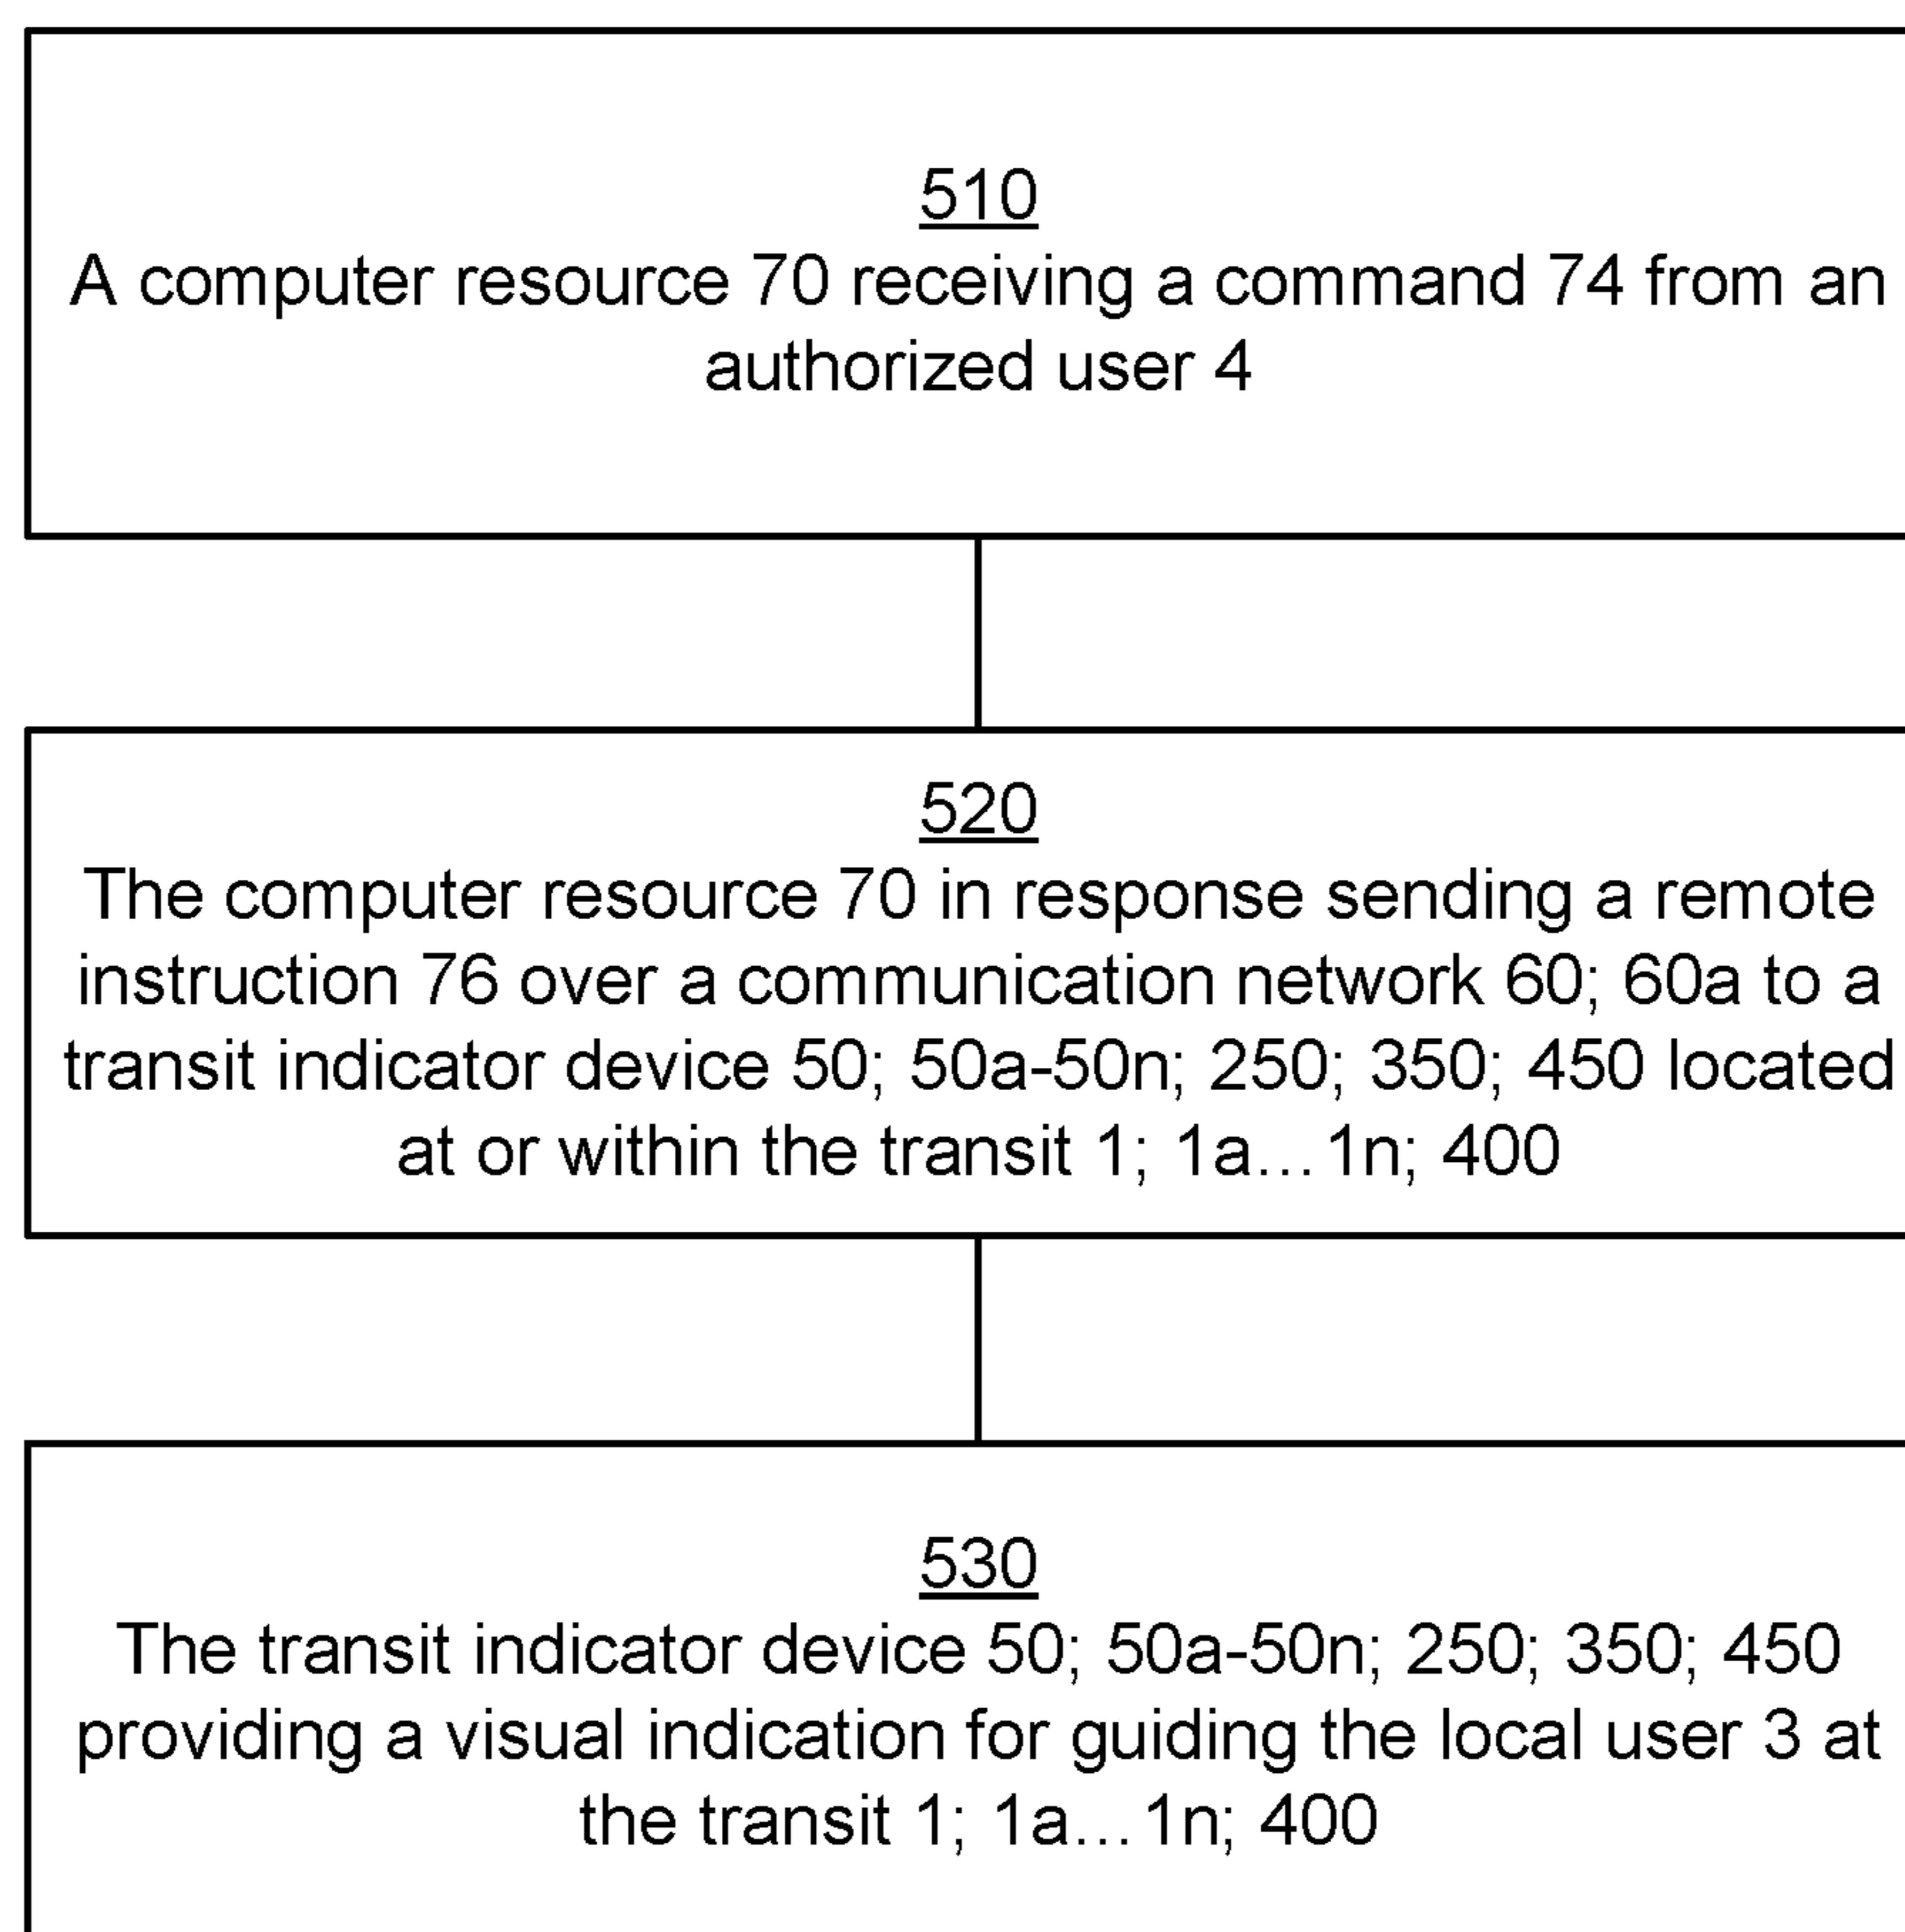 510
A computer resource 70 receiving a command 74 from an
authorized user 4
520
The computer resource 70 in response sending a remote
instruction 76 over a communication network 60; 60a to a
transit indicator device 50; 50a-50n; 250; 350; 450 located
at or within the transit 1; 1a... 1n; 400
530
The transit indicator device 50; 50a-50n; 250; 350; 450
providing a visual indication for guiding the local user 3 at
the transit 1; 1a... 1n; 400